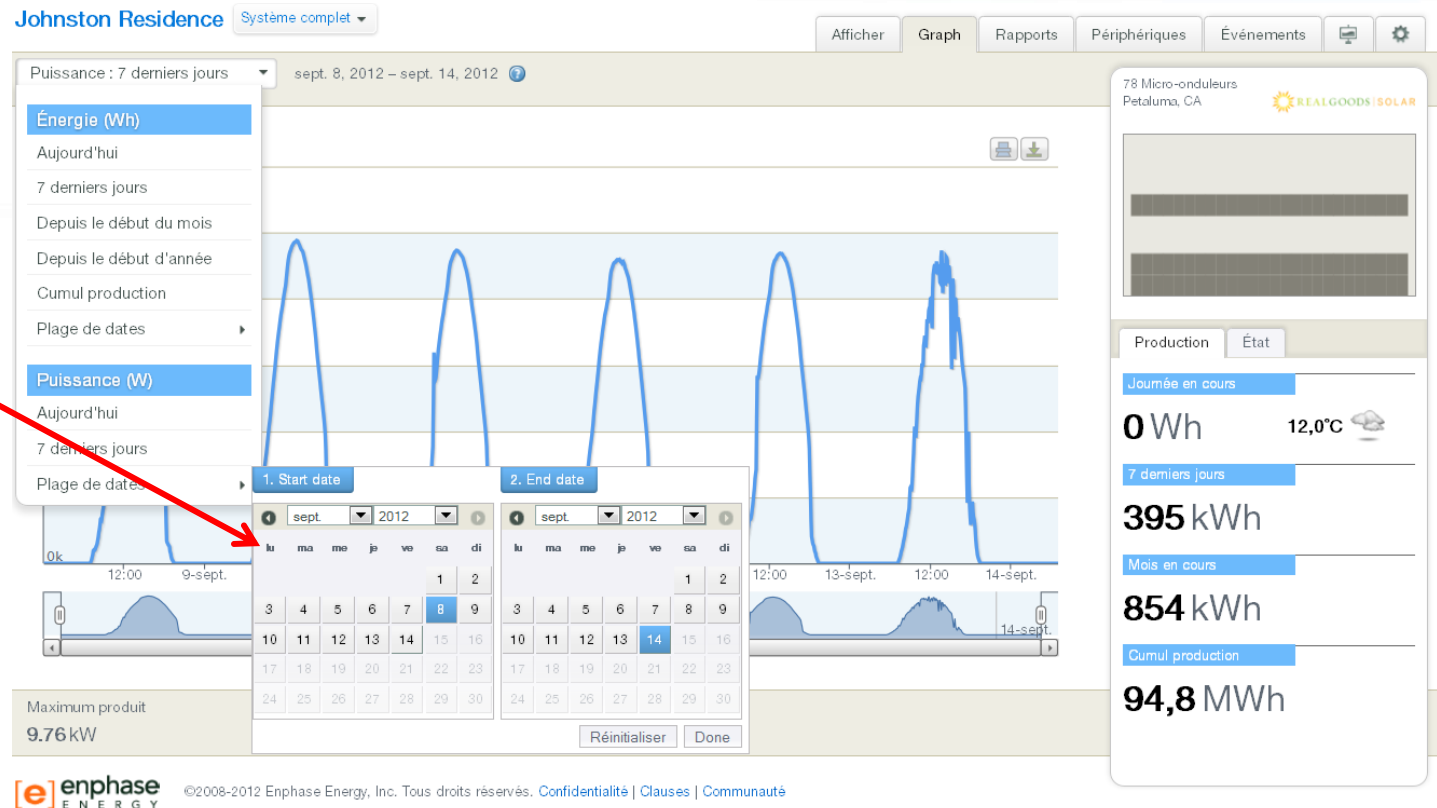 Johnston Residence Système complet
Afficher Graph Rapports Périphériques Événements
Puissance : 7 derniers jours sept. 8, 2012 – sept. 14, 2012
Énergie (Wh)
Aujourd'hui
7 derniers jours
Depuis le début du mois
Depuis le début d'année
Cumul production
Plage de dates
Puissance (W)
Aujourd'hui
7 derniers jours
Plage de dates
1. Start date 2. End date
sept. 2012 sept. 2012
lu ma me je ve sa di lu ma me je ve sa di
1 2 1 2
3 4 5 6 7 8 9 3 4 5 6 7 8 9
10 11 12 13 14 15 16 10 11 12 13 14 15 16
17 18 19 20 21 22 23 17 18 19 20 21 22 23
24 25 26 27 28 29 30 24 25 26 27 28 29 30
Réinitialiser Done
0k
12:00 9-sept. 12:00 13-sept. 12:00 14-sept.
14-sept.
Maximum produit
9.76 kW
78 Micro-onduleurs
Petaluma, CA
REALGOODS SOLAR
Production État
Journée en cours
0 Wh 12,0°C
7 derniers jours
395 kWh
Mois en cours
854 kWh
Cumul production
94,8 MWh
[e] enphase
ENERGY
©2008-2012 Enphase Energy, Inc. Tous droits réservés. Confidentialité | Clauses | Communauté